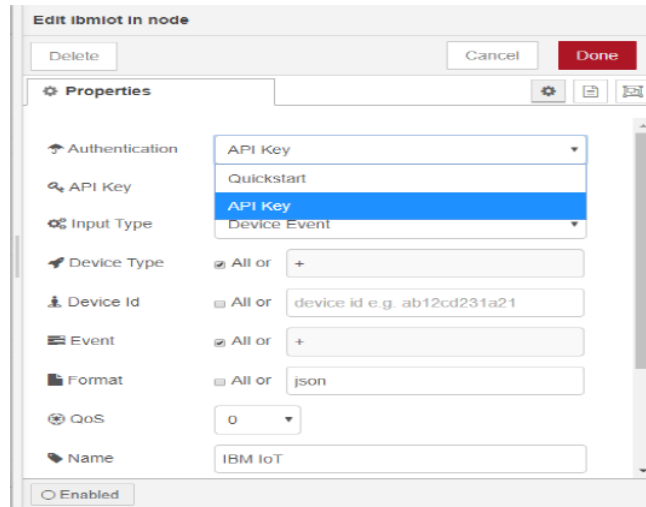 Edit ibmiot in node
Delete Cancel Done
Properties
Authentication API Key
Quickstart
API Key API Key
Input Type Device Event
Device Type All or +
Device Id All or device id e.g. ab12cd231a21
Event All or +
Format All or json
QoS 0
Name IBM IoT
Enabled